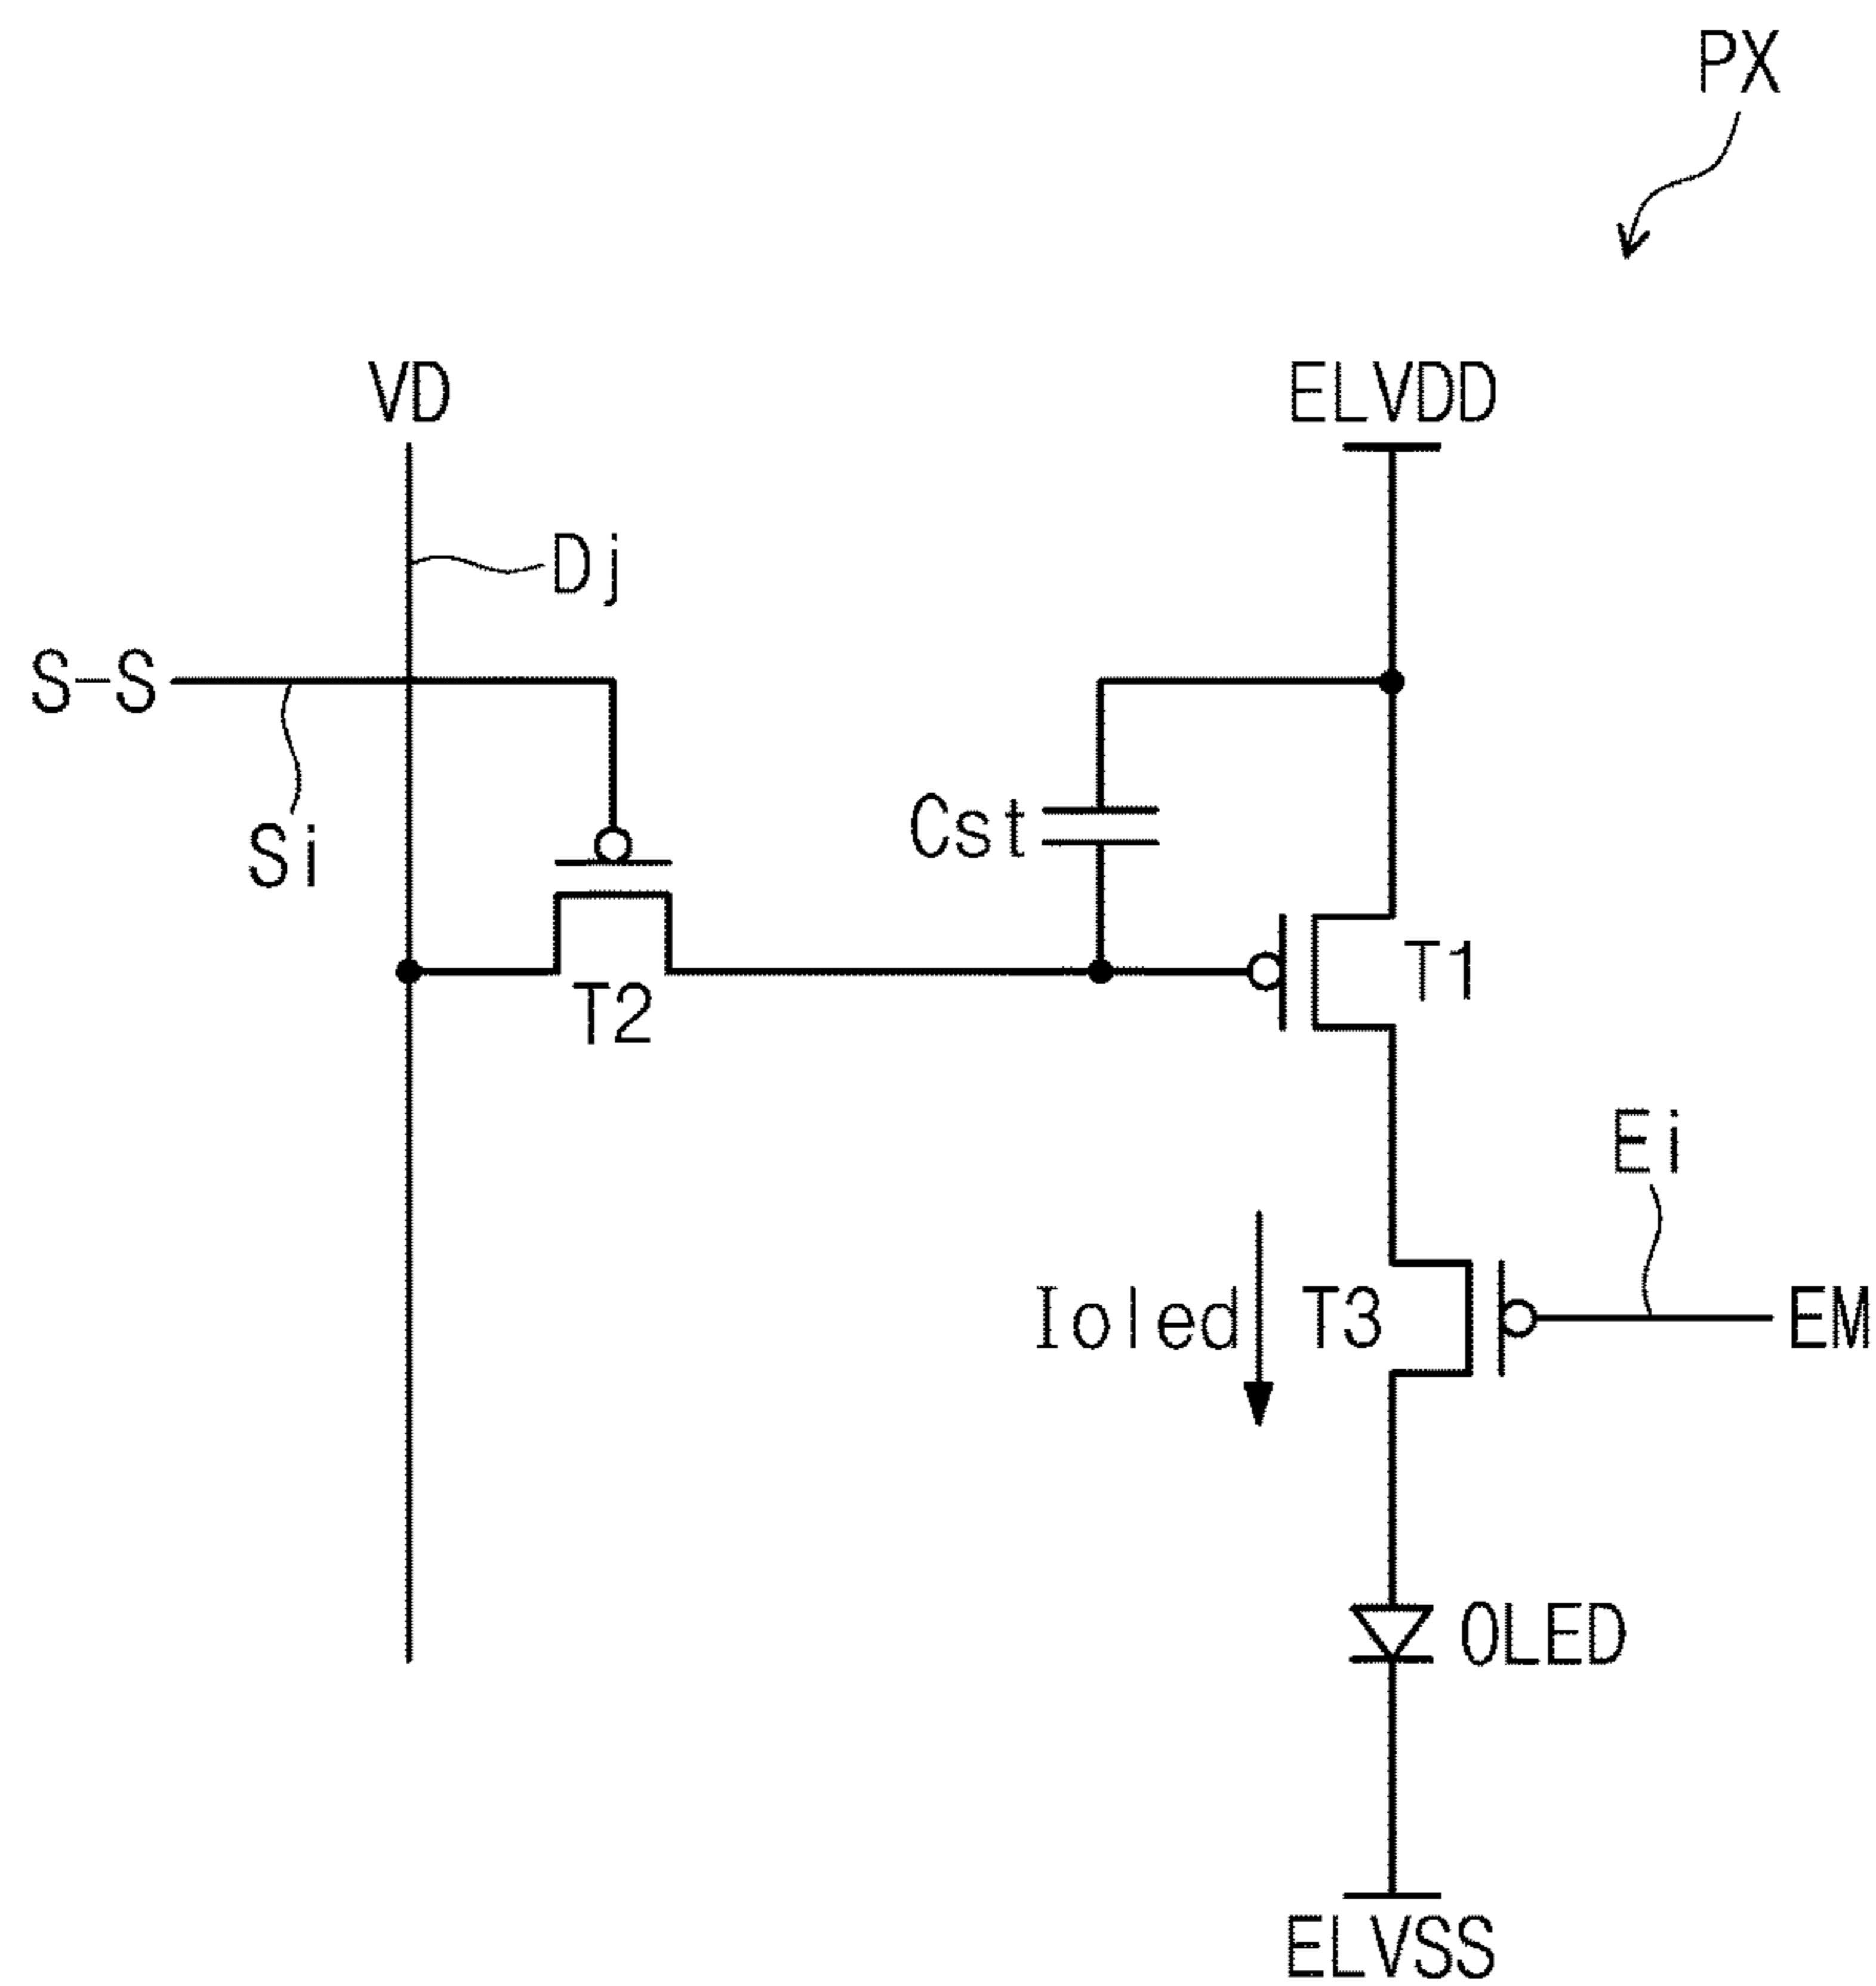 PX
VD
ELVDD
Dj
S-S
Si
Cst
T1
T2
Ei
Ioled
T3
EM
OLED
ELVSS